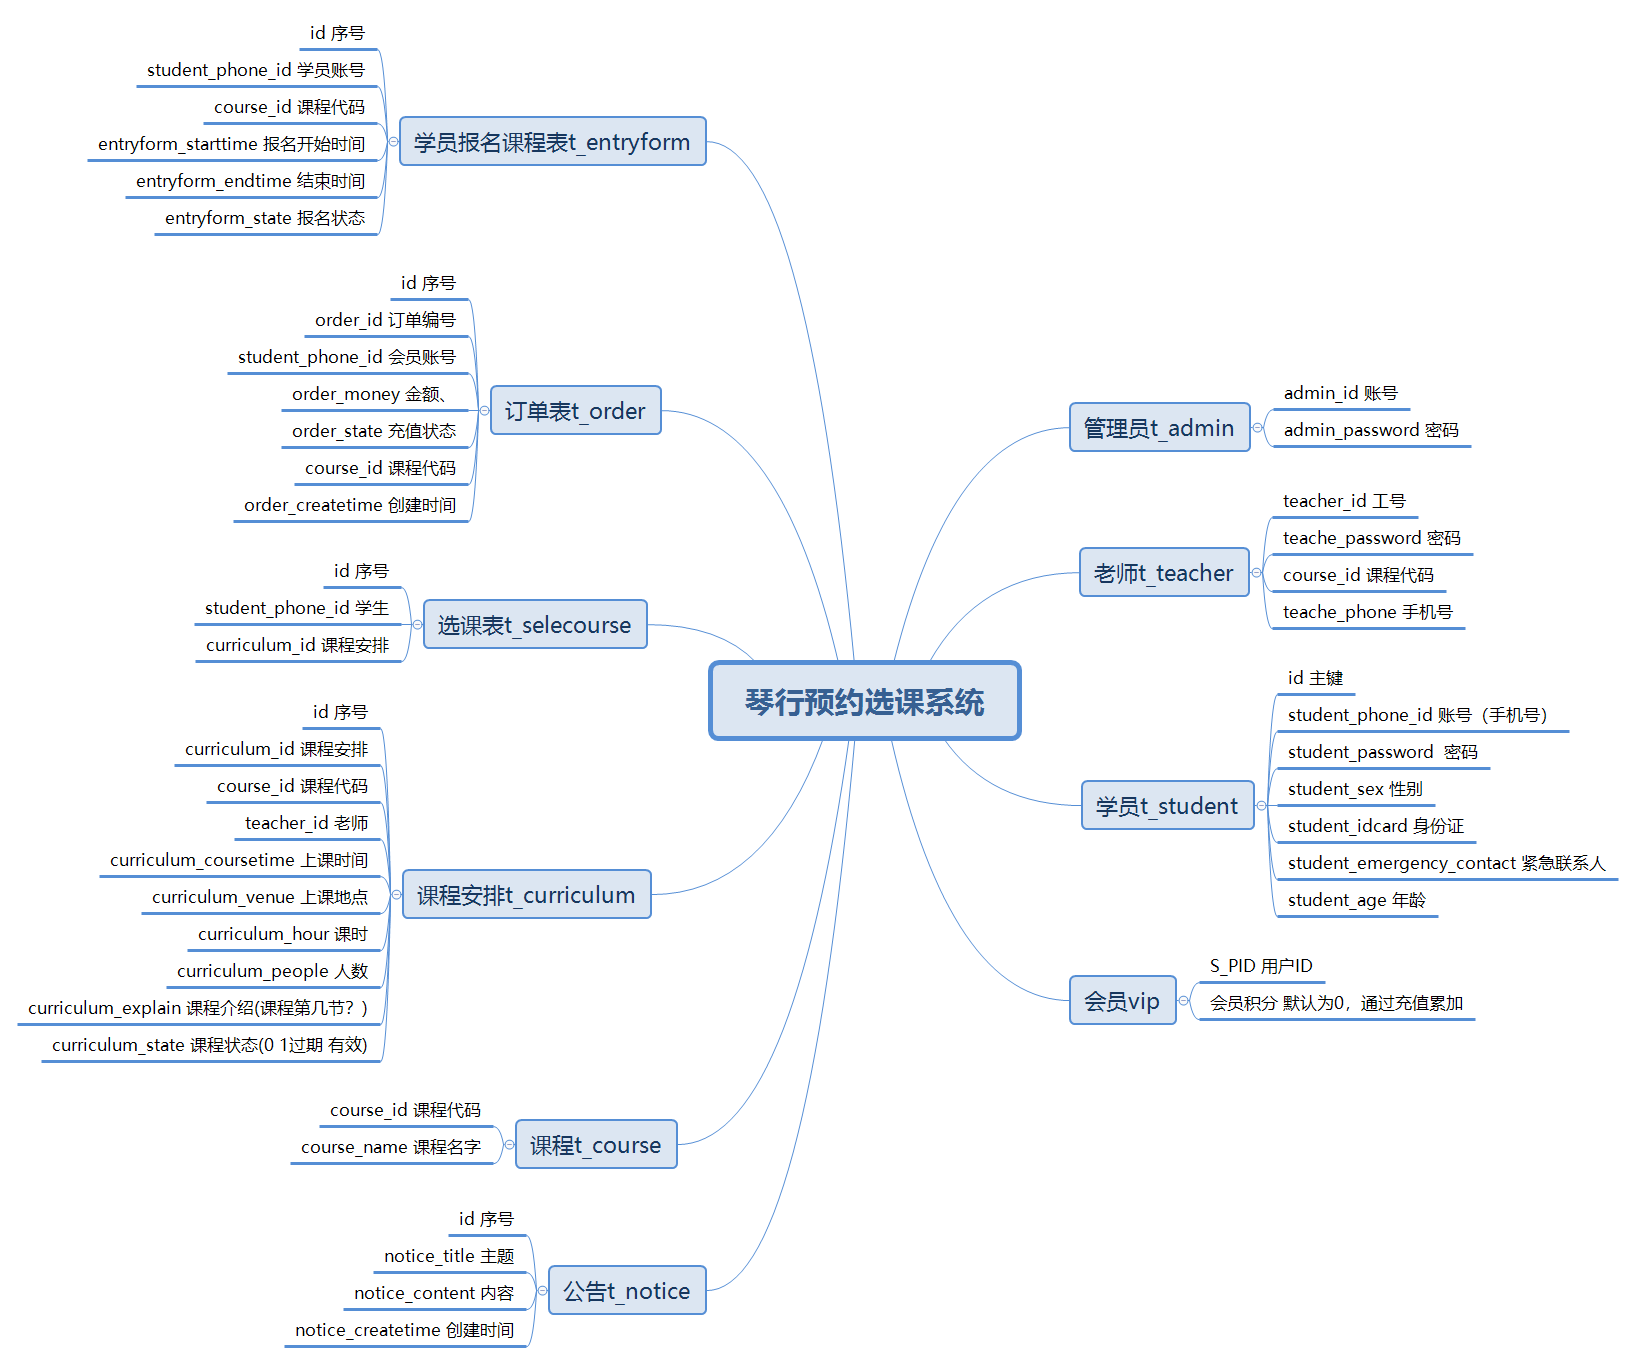 琴行预约选课系统
管理员t_admin
admin_id 账号
admin_password 密码
老师t_teacher
teacher_id 工号
teache_password 密码
course_id 课程代码
teache_phone 手机号
学员t_student
id 主键
student_phone_id 账号（手机号）
student_password  密码
student_sex 性别
student_idcard 身份证
student_emergency_contact 紧急联系人
student_age 年龄
会员vip
S_PID 用户ID
会员积分 默认为0，通过充值累加
学员报名课程表t_entryform
id 序号
student_phone_id 学员账号
course_id 课程代码
entryform_starttime 报名开始时间
entryform_endtime 结束时间
entryform_state 报名状态
订单表t_order
id 序号
order_id 订单编号
student_phone_id 会员账号
order_money 金额、
order_state 充值状态
course_id 课程代码
order_createtime 创建时间
选课表t_selecourse
id 序号
student_phone_id 学生
curriculum_id 课程安排
课程安排t_curriculum
id 序号
curriculum_id 课程安排
course_id 课程代码
teacher_id 老师
curriculum_coursetime 上课时间
curriculum_venue 上课地点
curriculum_hour 课时
curriculum_people 人数
curriculum_explain 课程介绍(课程第几节？)
curriculum_state 课程状态(0 1过期 有效)
课程t_course
course_id 课程代码
course_name 课程名字
公告t_notice
id 序号
notice_title 主题
notice_content 内容
notice_createtime 创建时间